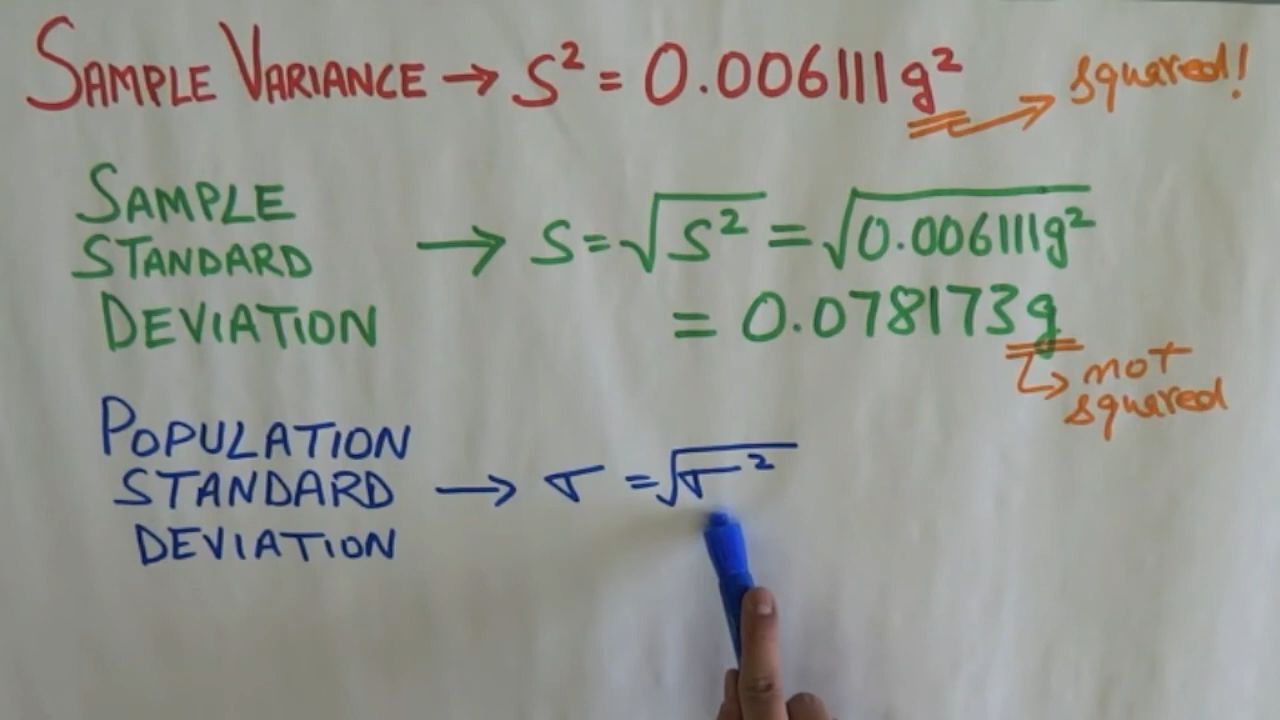 SAMPLE VARIANCE → S² = 0.006111g² → squared!
SAMPLE
STANDARD → S = √S² = √0.006111g²
DEVIATION = 0.078173g
↳ not
squared
POPULATION
STANDARD → σ = √σ²
DEVIATION